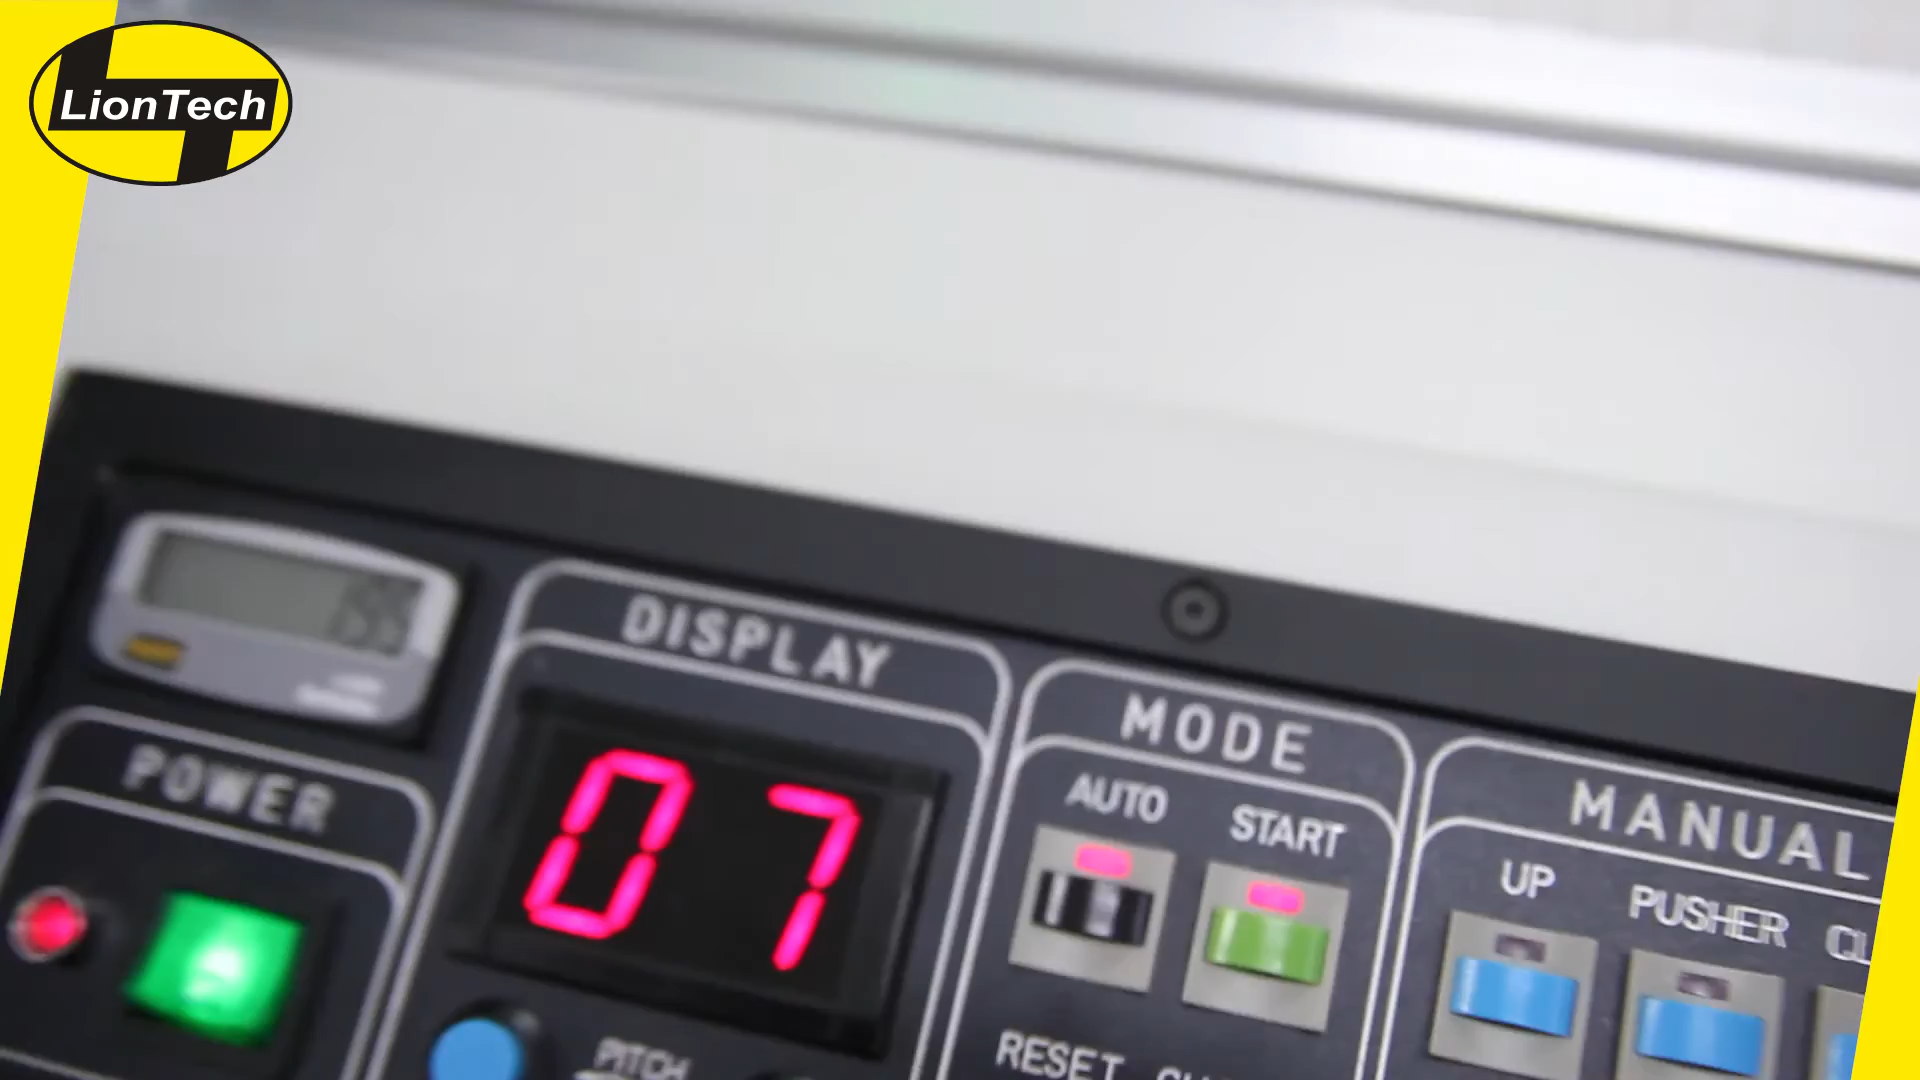 LionTech
DISPLAY
07
POWER
MODE
AUTO
START
MANUAL
UP
PUSHER
RESET
PITCH